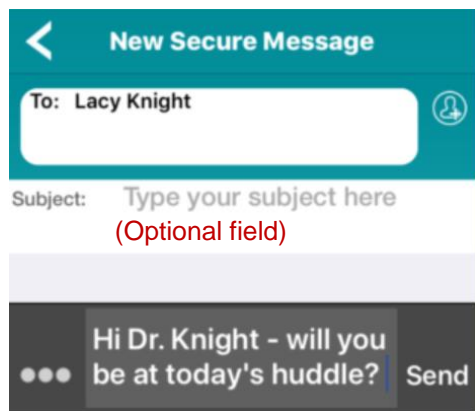 New Secure Message
To: Lacy Knight
Subject: Type your subject here
(Optional field)
Hi Dr. Knight - will you
be at today's huddle? Send